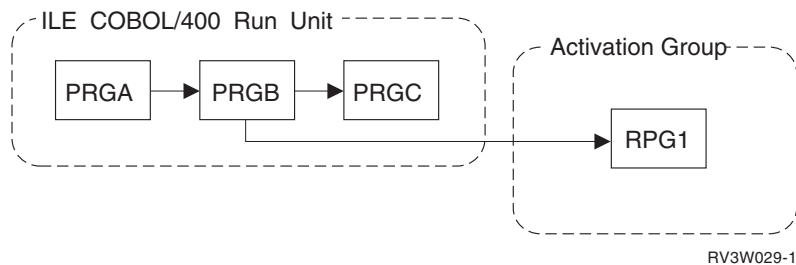 ILE COBOL/400 Run Unit
Activation Group
PRGA
PRGB
PRGC
RPG1
RV3W029-1